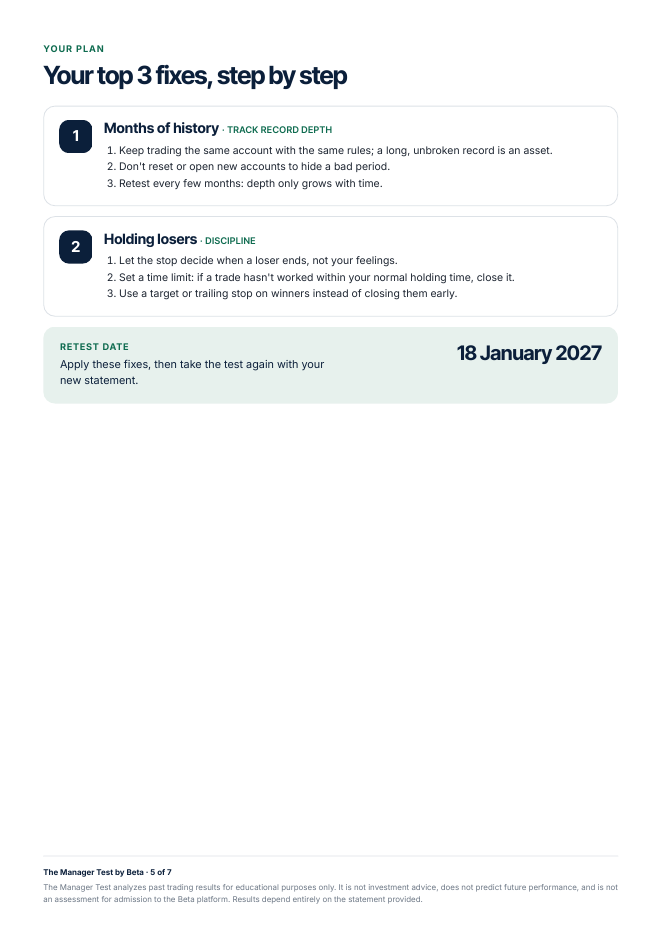 YOUR PLAN
Your top 3 fixes, step by step
1
Months of history · TRACK RECORD DEPTH
1. Keep trading the same account with the same rules; a long, unbroken record is an asset.
2. Don't reset or open new accounts to hide a bad period.
3. Retest every few months: depth only grows with time.
2
Holding losers · DISCIPLINE
1. Let the stop decide when a loser ends, not your feelings.
2. Set a time limit: if a trade hasn't worked within your normal holding time, close it.
3. Use a target or trailing stop on winners instead of closing them early.
RETEST DATE
Apply these fixes, then take the test again with your
new statement.
18 January 2027
The Manager Test by Beta · 5 of 7
The Manager Test analyzes past trading results for educational purposes only. It is not investment advice, does not predict future performance, and is not
an assessment for admission to the Beta platform. Results depend entirely on the statement provided.